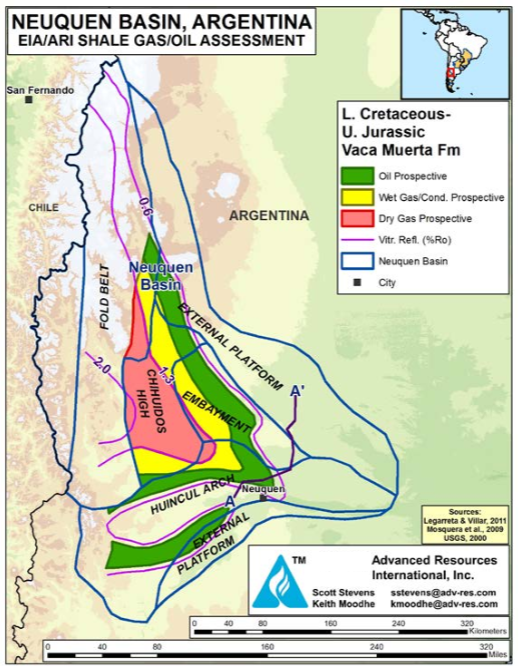 NEUQUEN BASIN, ARGENTINA
EIA/ARI SHALE GAS/OIL ASSESSMENT
San Fernando
CHILE
ARGENTINA
L. Cretaceous-
U. Jurassic
Vaca Muerta Fm
Oil Prospective
Wet Gas/Cond. Prospective
Dry Gas Prospective
Vitr. Refl. (%Ro)
Neuquen Basin
City
0.6
Neuquen
Basin
FOLD BELT
EXTERNAL PLATFORM
2.0
1.3
CHIHUIDOS
HIGH
EMBAYMENT
A'
HUINCUL ARCH
Neuquen
A
EXTERNAL
PLATFORM
Sources:
Legarreta & Villar, 2011
Mosquera et al., 2009
USGS, 2000
TM
Advanced Resources
International, Inc.
Scott Stevens sstevens@adv-res.com
Keith Moodhe kmoodhe@adv-res.com
0 40 80 160 240 320
Kilometers
0 40 80 160 240 320
Miles